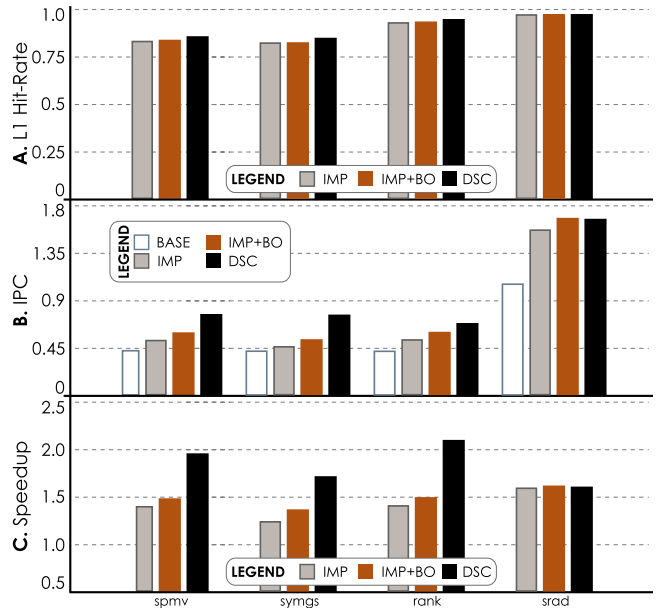 A. L1 Hit-Rate
1.0
0.75
0.5
0.25
0
LEGEND IMP IMP+BO DSC
B. IPC
1.8
1.35
0.9
0.45
0
LEGEND
BASE IMP+BO
IMP DSC
C. Speedup
2.5
2.0
1.5
1.0
0.5
LEGEND IMP IMP+BO DSC
spmv symgs rank srad